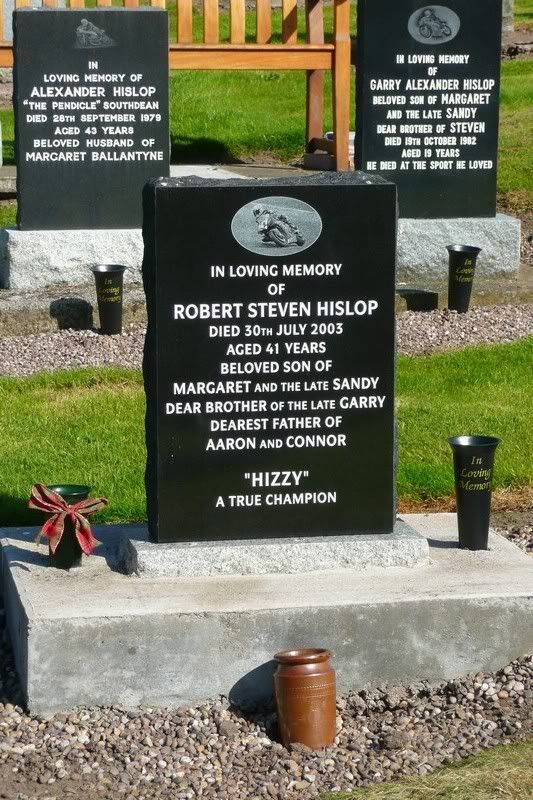 IN
LOVING MEMORY OF
ALEXANDER HISLOP
"THE PENDICLE" SOUTHDEAN
DIED 28TH SEPTEMBER 1979
AGED 43 YEARS
BELOVED HUSBAND OF
MARGARET BALLANTYNE
IN LOVING MEMORY
OF
GARRY ALEXANDER HISLOP
BELOVED SON OF MARGARET
AND THE LATE SANDY
DEAR BROTHER OF STEVEN
DIED 19TH OCTOBER 1982
AGED 19 YEARS
HE DIED AT THE SPORT HE LOVED
In
Loving
Memory
In
Loving
Memory
IN LOVING MEMORY
OF
ROBERT STEVEN HISLOP
DIED 30TH JULY 2003
AGED 41 YEARS
BELOVED SON OF
MARGARET AND THE LATE SANDY
DEAR BROTHER OF THE LATE GARRY
DEAREST FATHER OF
AARON AND CONNOR
"HIZZY"
A TRUE CHAMPION
In
Loving
Memory